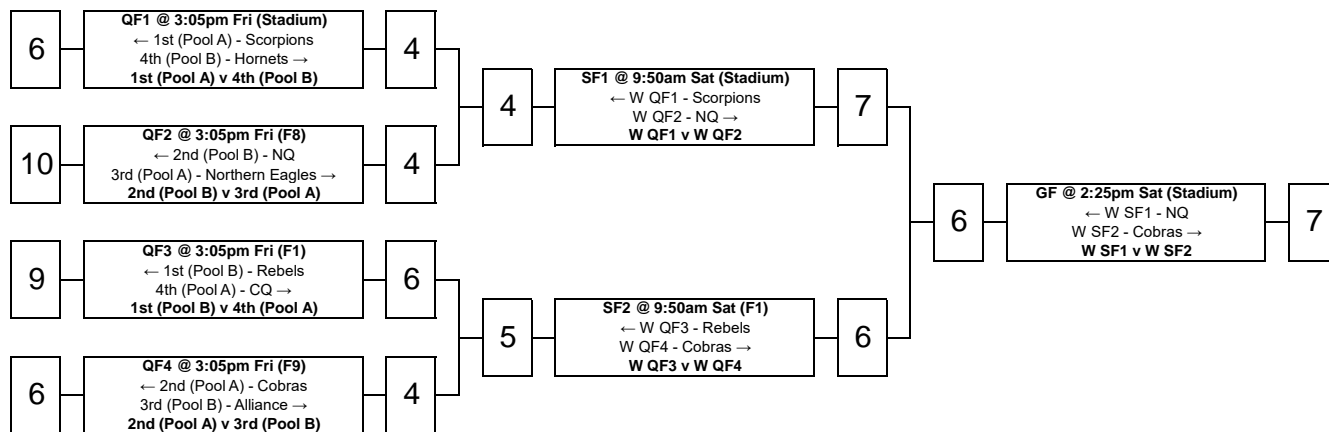 6
QF1 @ 3:05pm Fri (Stadium)
← 1st (Pool A) - Scorpions
4th (Pool B) - Hornets →
1st (Pool A) v 4th (Pool B)
4
10
QF2 @ 3:05pm Fri (F8)
← 2nd (Pool B) - NQ
3rd (Pool A) - Northern Eagles →
2nd (Pool B) v 3rd (Pool A)
4
9
QF3 @ 3:05pm Fri (F1)
← 1st (Pool B) - Rebels
4th (Pool A) - CQ →
1st (Pool B) v 4th (Pool A)
6
6
QF4 @ 3:05pm Fri (F9)
← 2nd (Pool A) - Cobras
3rd (Pool B) - Alliance →
2nd (Pool A) v 3rd (Pool B)
4
4
SF1 @ 9:50am Sat (Stadium)
← W QF1 - Scorpions
W QF2 - NQ →
W QF1 v W QF2
7
5
SF2 @ 9:50am Sat (F1)
← W QF3 - Rebels
W QF4 - Cobras →
W QF3 v W QF4
6
6
GF @ 2:25pm Sat (Stadium)
← W SF1 - NQ
W SF2 - Cobras →
W SF1 v W SF2
7